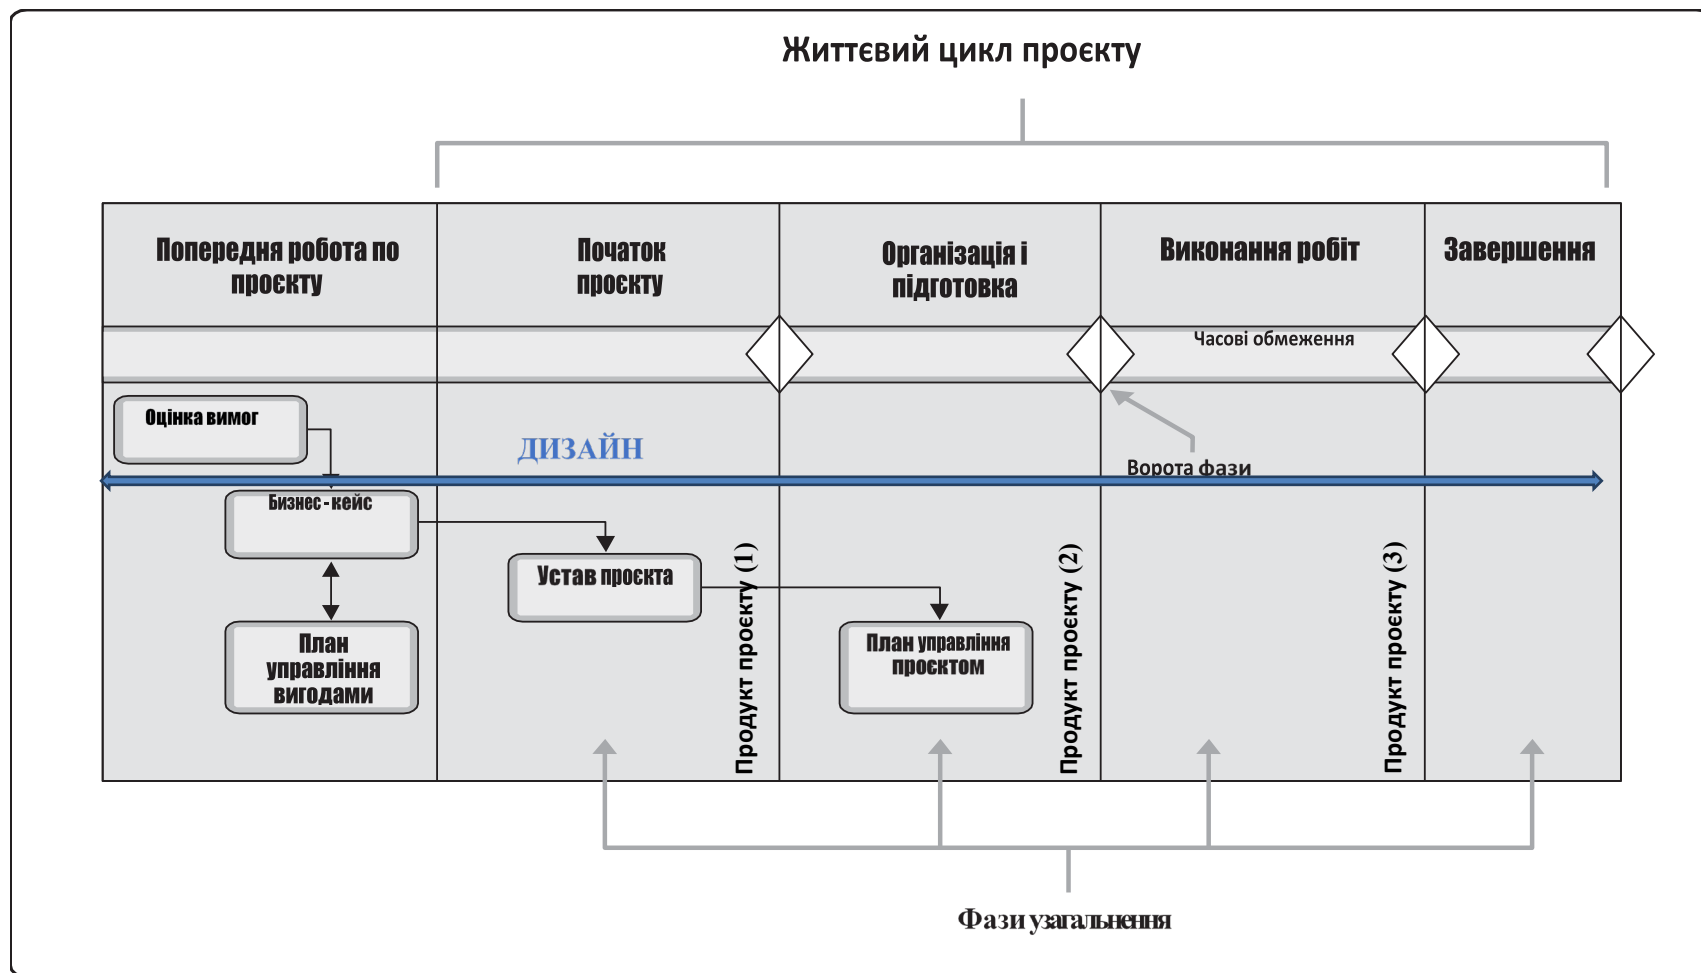 Життєвий цикл проєкту
Попередня робота по
проєкту
Початок
проєкту
Організація і
підготовка
Виконання робіт
Завершення
Часові обмеження
Оцінка вимог
ДИЗАЙН
Ворота фази
Бизнес - кейс
Устав проєкта
План
управління
вигодами
План управління
проєктом
Продукт проєкту (1)
Продукт проєкту (2)
Продукт проєкту (3)
Фази узагальнення